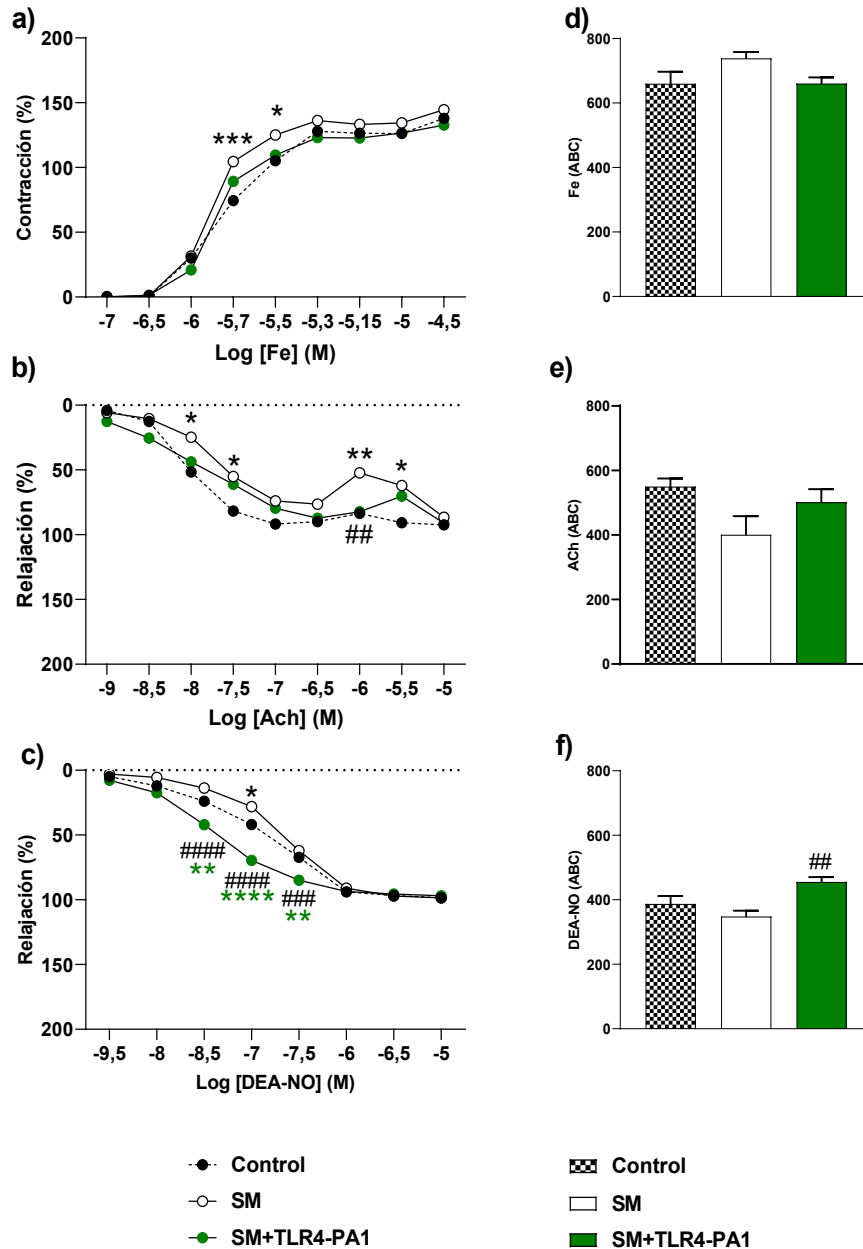 a)
200
150
100
50
0
Contracción (%)
***
*
-7 -6,5 -6 -5,7 -5,5 -5,3 -5,15 -5 -4,5
Log [Fe] (M)
d)
800
600
400
200
0
Fe (ABC)
b)
0
50
100
150
200
Relajación (%)
*
*
**
*
##
-9 -8,5 -8 -7,5 -7 -6,5 -6 -5,5 -5
Log [Ach] (M)
e)
800
600
400
200
0
ACh (ABC)
c)
0
50
100
150
200
Relajación (%)
*
####
**
####
****
###
**
-9,5 -8 -8,5 -7 -7,5 -6 -6,5 -5
Log [DEA-NO] (M)
f)
800
600
400
200
0
DEA-NO (ABC)
##
Control
SM
SM+TLR4-PA1
Control
SM
SM+TLR4-PA1